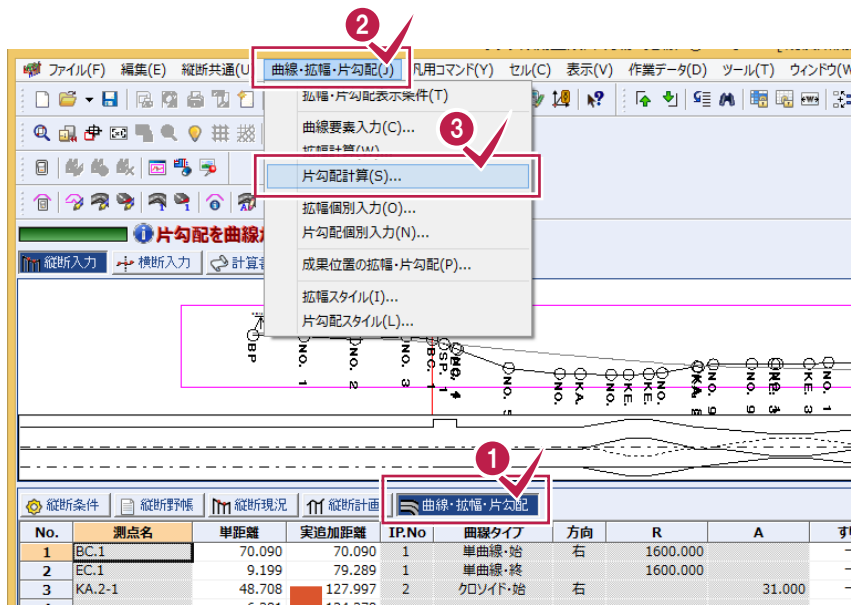 2
ファイル(F) 編集(E) 縦断共通(U 曲線・拡幅・片勾配(J) 汎用コマンド(Y) セル(C) 表示(V) 作業データ(D) ツール(T) ウィンドウ(W
拡幅・片勾配表示条件(T)
曲線要素入力(C)...
3
拡幅計算(W)
片勾配計算(S)...
拡幅個別入力(O)...
片勾配個別入力(N)...
片勾配を曲線
縦断入力 横断入力 計算書
成果位置の拡幅・片勾配(P)...
拡幅スタイル(I)...
片勾配スタイル(L)...
BP NO. 1 NO. 2 NO. 3 BC. 1 SP. 1 NO. 5 NO. KA. NO. KE. KE. NO. NO. 9 KE. 3 NO. 1
1
縦断条件 縦断野帳 縦断現況 縦断計画 曲線・拡幅・片勾配
No. 測点名 単距離 実追加距離 IP.No 曲線タイプ 方向 R A
1 BC.1 70.090 70.090 1 単曲線・始 右 1600.000
2 EC.1 9.199 79.289 1 単曲線・終 1600.000
3 KA.2-1 48.708 127.997 2 クロソイド・始 右 31.000